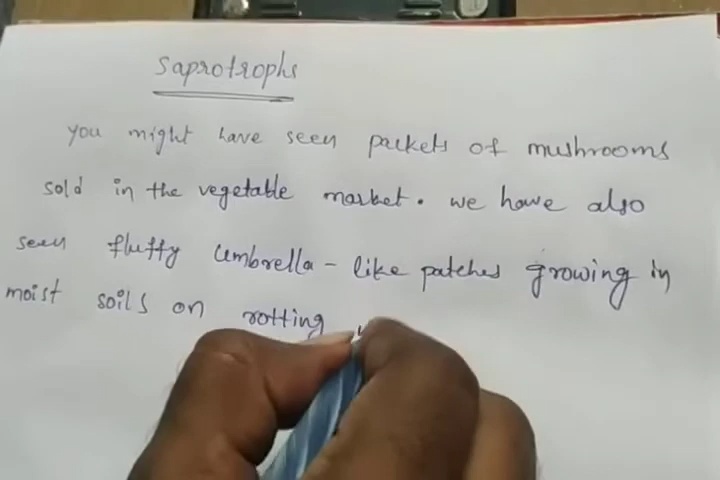 Saprotrophs
You might have seen packets of mushrooms
sold in the vegetable market. we have also
seen fluffy umbrella - like patches growing in
moist soils on rotting